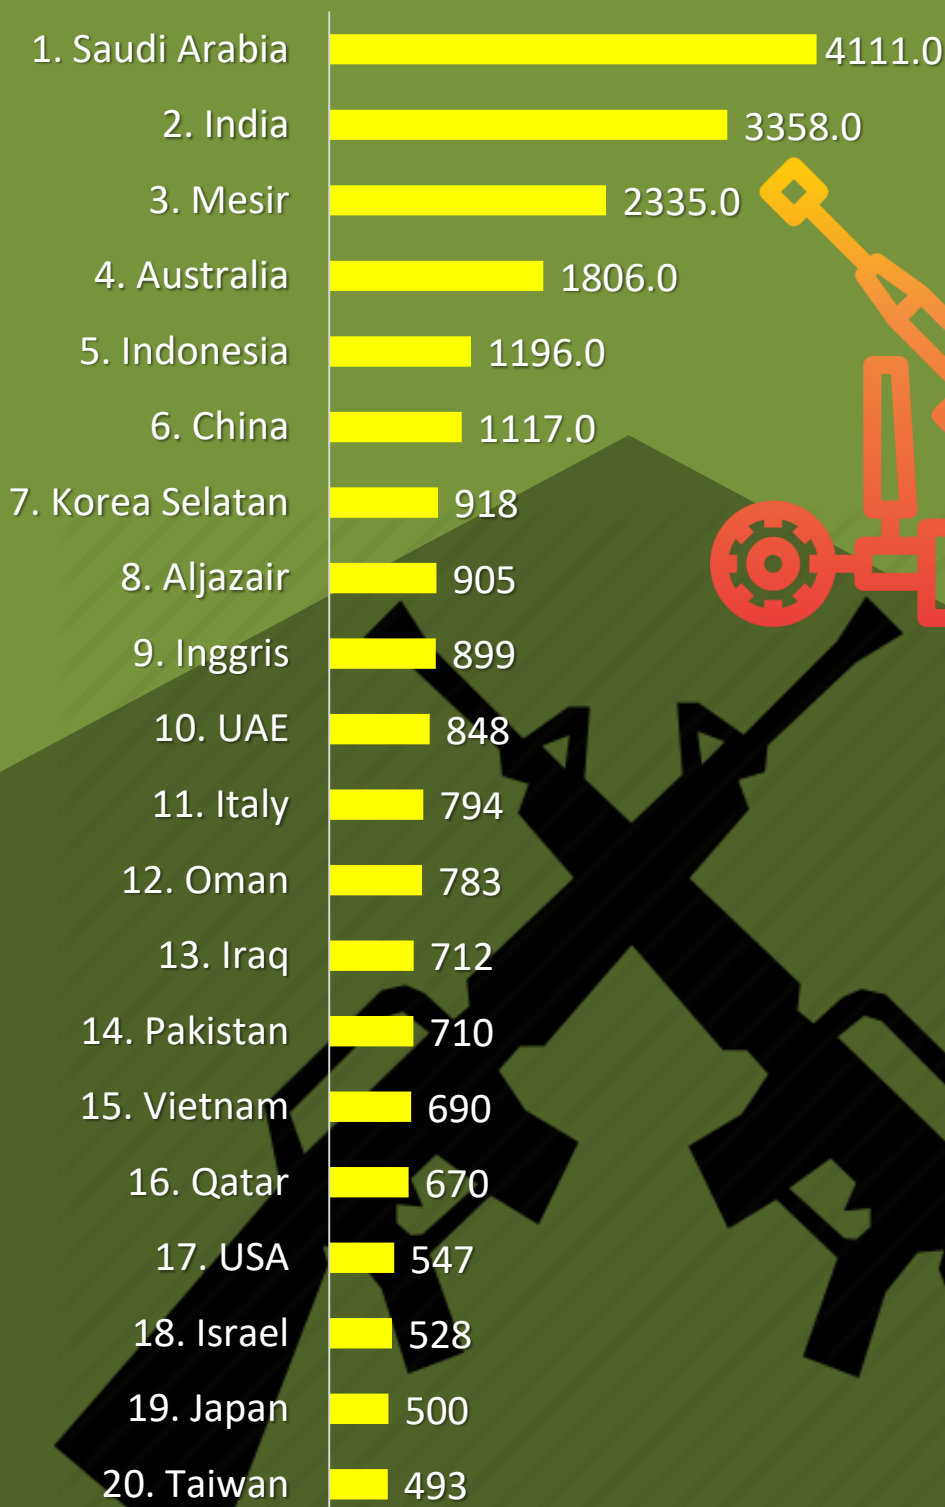 1. Saudi Arabia 4111.0
2. India 3358.0
3. Mesir 2335.0
4. Australia 1806.0
5. Indonesia 1196.0
6. China 1117.0
7. Korea Selatan 918
8. Aljazair 905
9. Inggris 899
10. UAE 848
11. Italy 794
12. Oman 783
13. Iraq 712
14. Pakistan 710
15. Vietnam 690
16. Qatar 670
17. USA 547
18. Israel 528
19. Japan 500
20. Taiwan 493